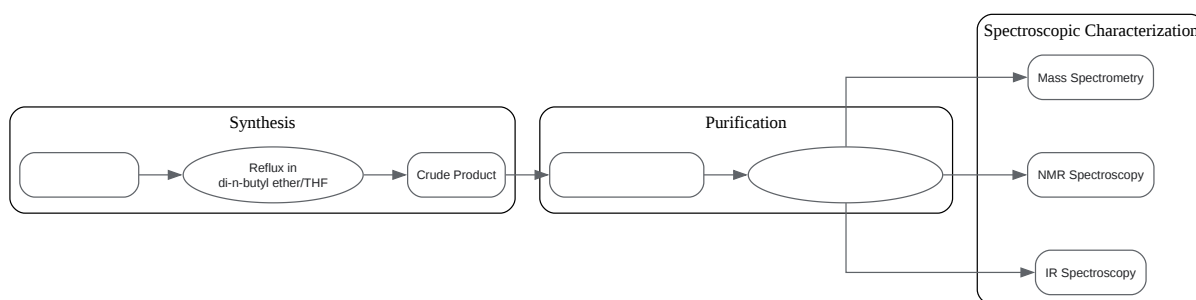 Spectroscopic Characterization
Mass Spectrometry
Synthesis
Purification
Reflux in
di-n-butyl ether/THF
Crude Product
NMR Spectroscopy
IR Spectroscopy